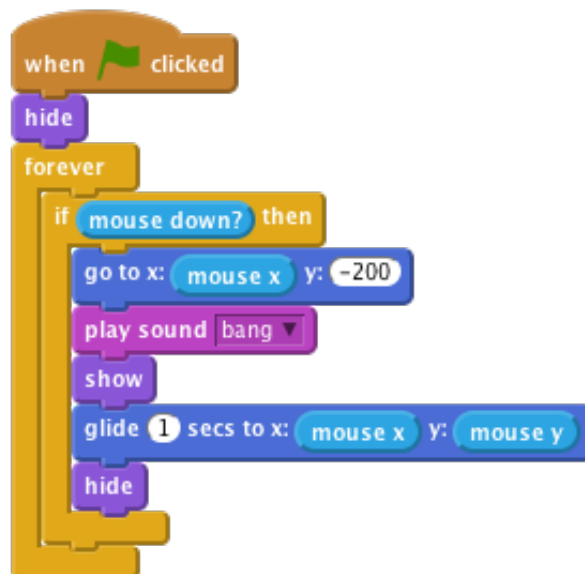 when clicked
hide
forever
if mouse down? then
go to x: mouse x y: -200
play sound bang
show
glide 1 secs to x: mouse x y: mouse y
hide